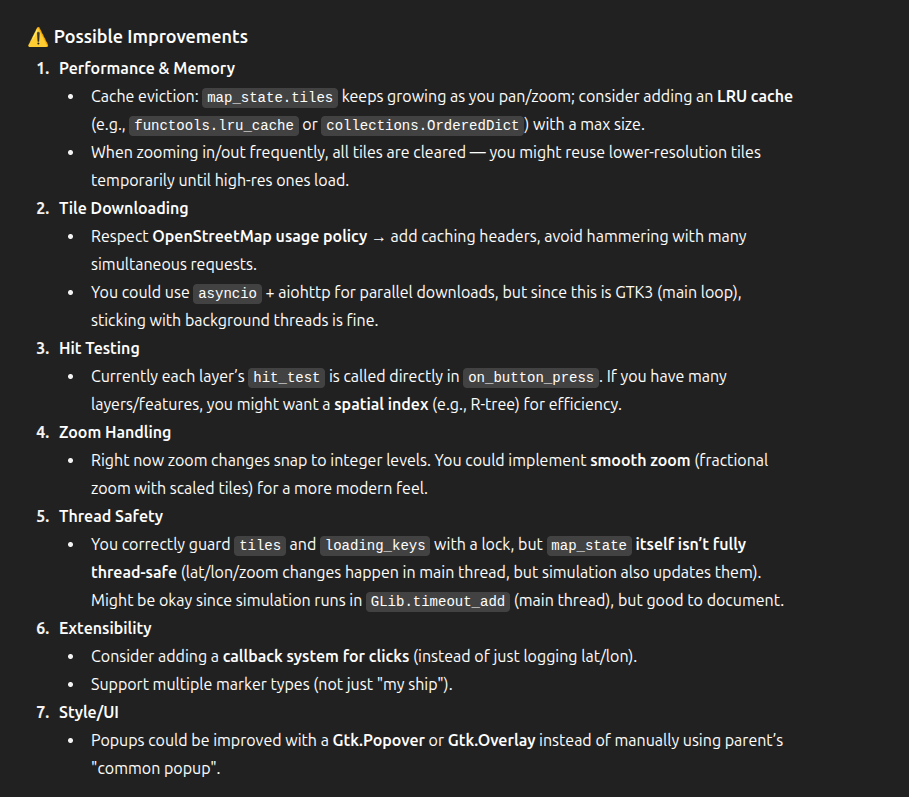 ⚠️ Possible Improvements
1. Performance & Memory
• Cache eviction: map_state.tiles keeps growing as you pan/zoom; consider adding an LRU cache
(e.g., functools.lru_cache or collections.OrderedDict) with a max size.
• When zooming in/out frequently, all tiles are cleared — you might reuse lower-resolution tiles
temporarily until high-res ones load.
2. Tile Downloading
• Respect OpenStreetMap usage policy → add caching headers, avoid hammering with many
simultaneous requests.
• You could use asyncio + aiohttp for parallel downloads, but since this is GTK3 (main loop),
sticking with background threads is fine.
3. Hit Testing
• Currently each layer’s hit_test is called directly in on_button_press. If you have many
layers/features, you might want a spatial index (e.g., R-tree) for efficiency.
4. Zoom Handling
• Right now zoom changes snap to integer levels. You could implement smooth zoom (fractional
zoom with scaled tiles) for a more modern feel.
5. Thread Safety
• You correctly guard tiles and loading_keys with a lock, but map_state itself isn’t fully
thread-safe (lat/lon/zoom changes happen in main thread, but simulation also updates them).
Might be okay since simulation runs in GLib.timeout_add (main thread), but good to document.
6. Extensibility
• Consider adding a callback system for clicks (instead of just logging lat/lon).
• Support multiple marker types (not just "my ship").
7. Style/UI
• Popups could be improved with a Gtk.Popover or Gtk.Overlay instead of manually using parent’s
"common popup".